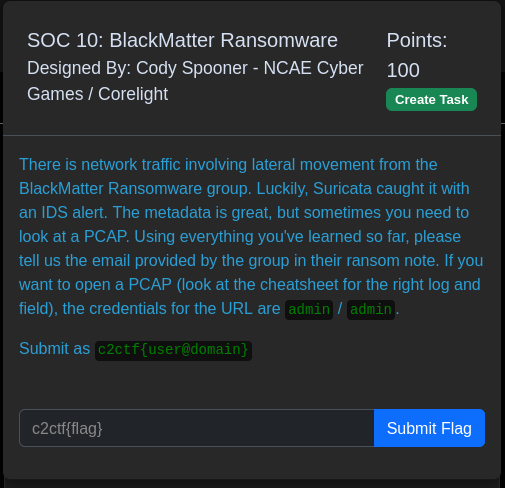 SOC 10: BlackMatter Ransomware
Designed By: Cody Spooner - NCAE Cyber
Games / Corelight
Points:
100
Create Task
There is network traffic involving lateral movement from the
BlackMatter Ransomware group. Luckily, Suricata caught it with
an IDS alert. The metadata is great, but sometimes you need to
look at a PCAP. Using everything you've learned so far, please
tell us the email provided by the group in their ransom note. If you
want to open a PCAP (look at the cheatsheet for the right log and
field), the credentials for the URL are admin / admin.
Submit as c2ctf{user@domain}
c2ctf{flag}
Submit Flag